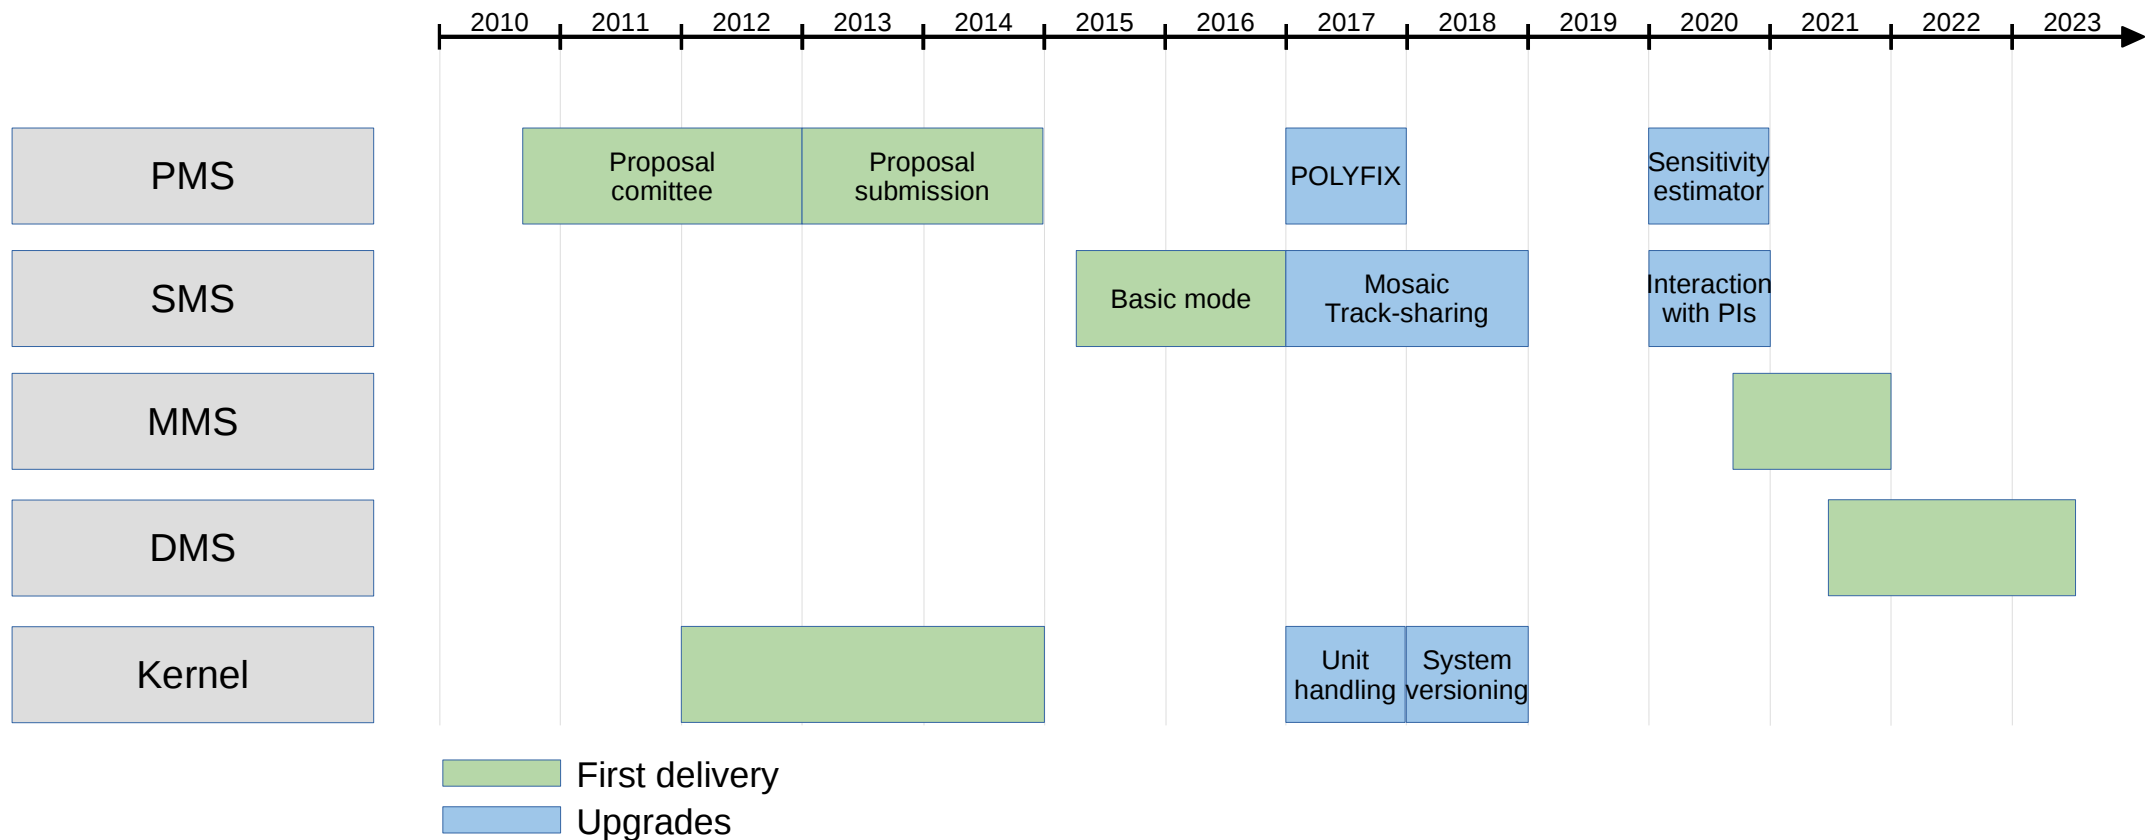 2010 2011 2012 2013 2014 2015 2016 2017 2018 2019 2020 2021 2022 2023
PMS
Proposal
comittee
Proposal
submission
POLYFIX
Sensitivity
estimator
SMS
Basic mode
Mosaic
Track-sharing
Interaction
with PIs
MMS
DMS
Kernel
Unit
handling
System
versioning
First delivery
Upgrades